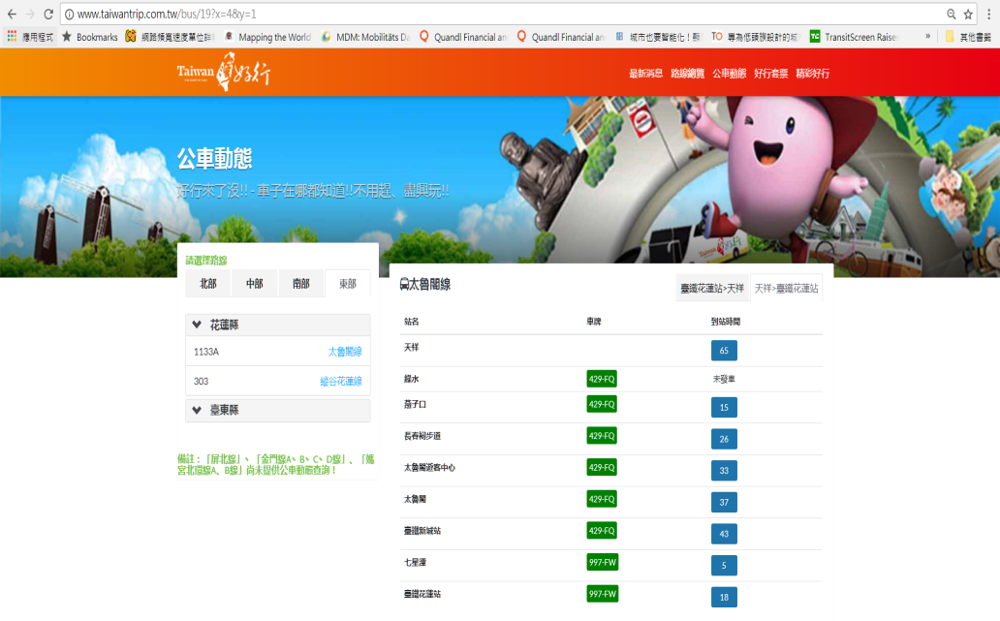 www.taiwantrip.com.tw/bus/19?x=4&y=1
應用程式 Bookmarks 網路頻寬速度單位詳 Mapping the World MDM: Mobilitäts Da Quandl Financial an Quandl Financial an 城市也要智能化！ 專為低頭族設計的城 TransitScreen Raises » 其他書籤
Taiwan 好行
最新消息 路線總覽 公車動態 好行套票 精彩好行
公車動態
好行來了沒!! - 車子在哪都知道!!不用趕、盡興玩!!
請選擇路線
北部 中部 南部 東部
花蓮縣
1133A 太魯閣線
303 縱谷花蓮線
臺東縣
備註：「屏北線」、「金門線A、B、C、D線」、「媽
宮北環線A、B線」尚未提供公車動態查詢！
太魯閣線
臺鐵花蓮站>天祥 天祥>臺鐵花蓮站
站名 車牌 到站時間
天祥 65
綠水 429-FQ 未發車
燕子口 429-FQ 15
長春祠步道 429-FQ 26
太魯閣遊客中心 429-FQ 33
太魯閣 429-FQ 37
臺鐵新城站 429-FQ 43
七星潭 997-FW 5
臺鐵花蓮站 997-FW 18